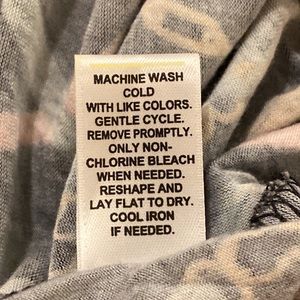 MACHINE WASH
COLD
WITH LIKE COLORS.
GENTLE CYCLE.
REMOVE PROMPTLY.
ONLY NON-
CHLORINE BLEACH
WHEN NEEDED.
RESHAPE AND
LAY FLAT TO DRY.
COOL IRON
IF NEEDED.